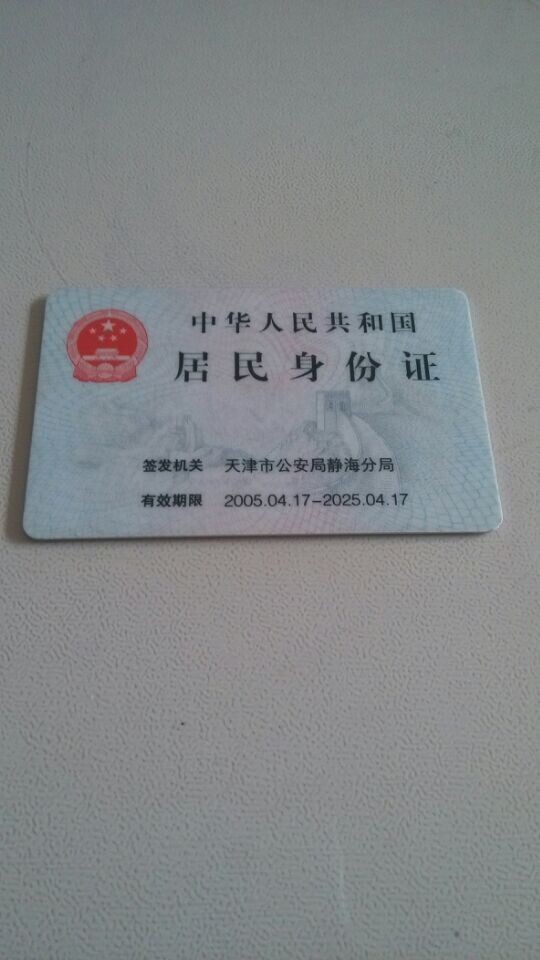 中华人民共和国
居民身份证
签发机关 天津市公安局静海分局
有效期限 2005.04.17-2025.04.17